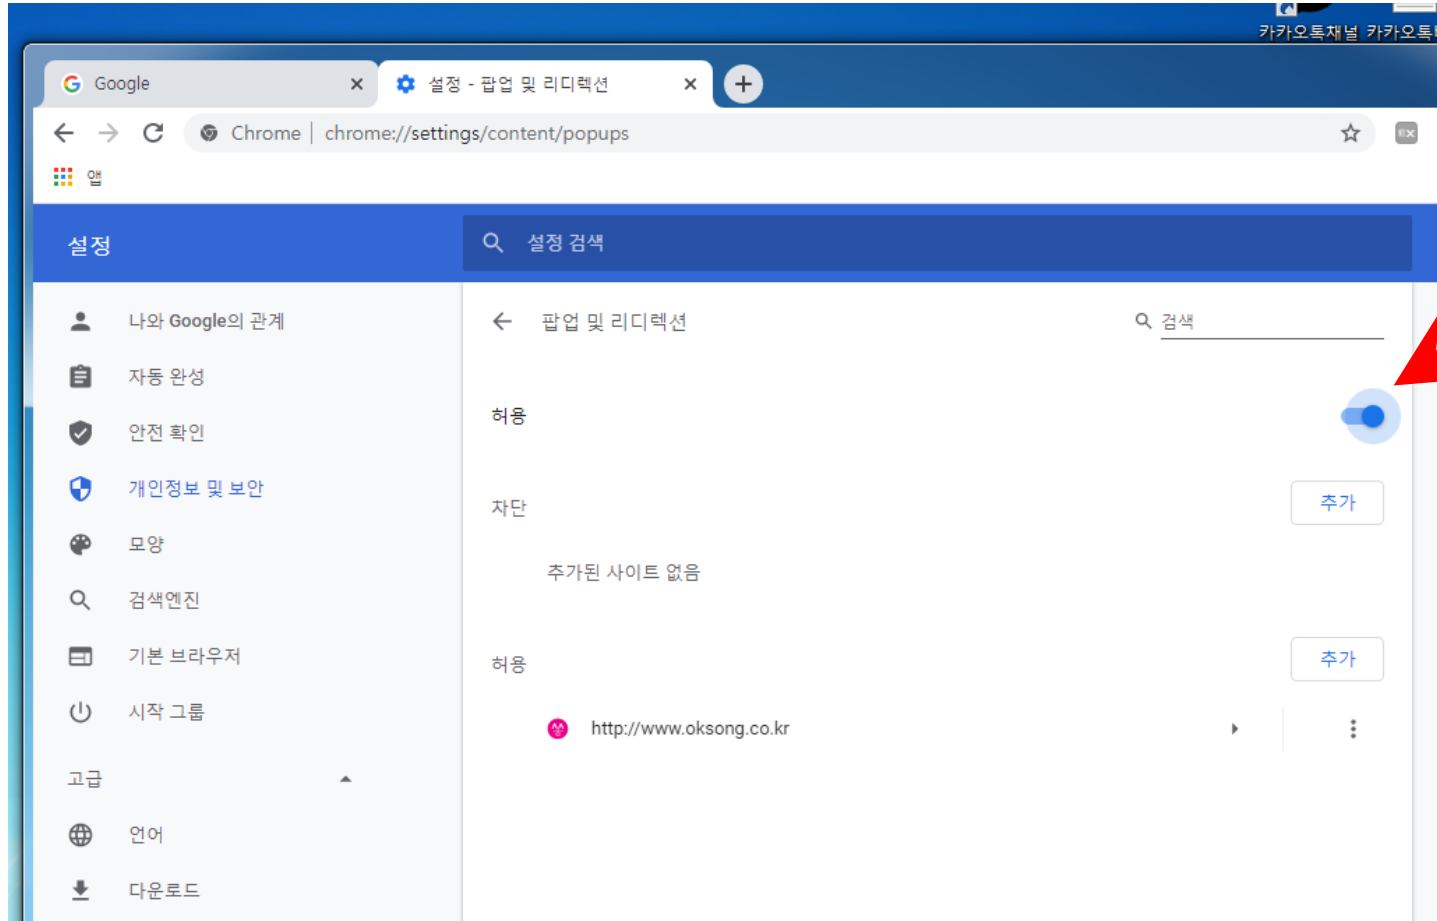 카카오톡채널 카카오톡
Google
설정 - 팝업 및 리디렉션
Chrome | chrome://settings/content/popups
EX
앱
설정
설정 검색
나와 Google의 관계
자동 완성
안전 확인
개인정보 및 보안
모양
검색엔진
기본 브라우저
시작 그룹
고급
언어
다운로드
팝업 및 리디렉션
검색
허용
차단
추가
추가된 사이트 없음
허용
추가
http://www.oksong.co.kr